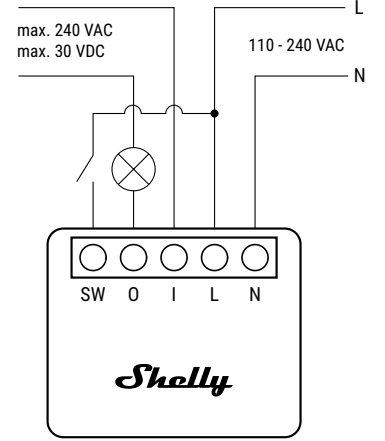 L
max. 240 VAC
max. 30 VDC
110 - 240 VAC
N
SW O I L N
Shelly